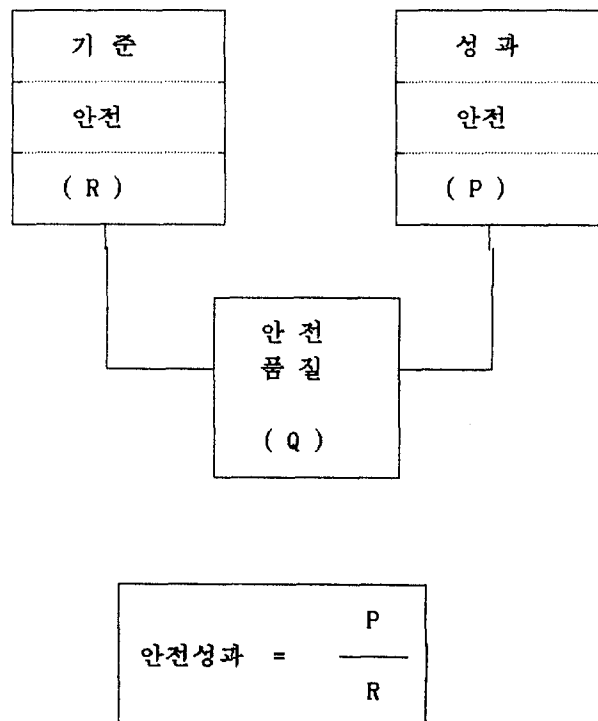 기 준
안전
( R )
성 과
안전
( P )
안 전
품 질
( Q )
안전성과 = P
R